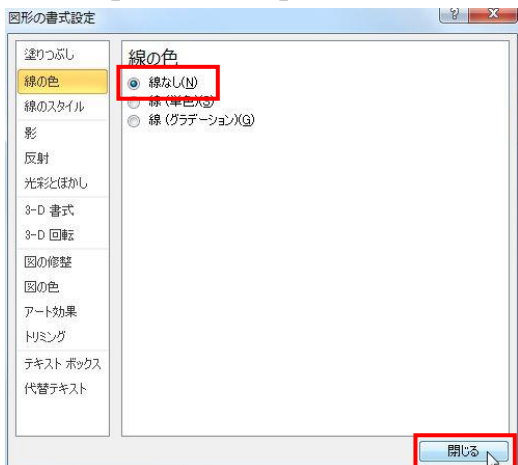 図形の書式設定
塗りつぶし
線の色
線のスタイル
影
反射
光彩とぼかし
3-D 書式
3-D 回転
図の修整
図の色
アート効果
トリミング
テキスト ボックス
代替テキスト
線の色
線なし(N)
線 (単色)(S)
線 (グラデーション)(G)
閉じる